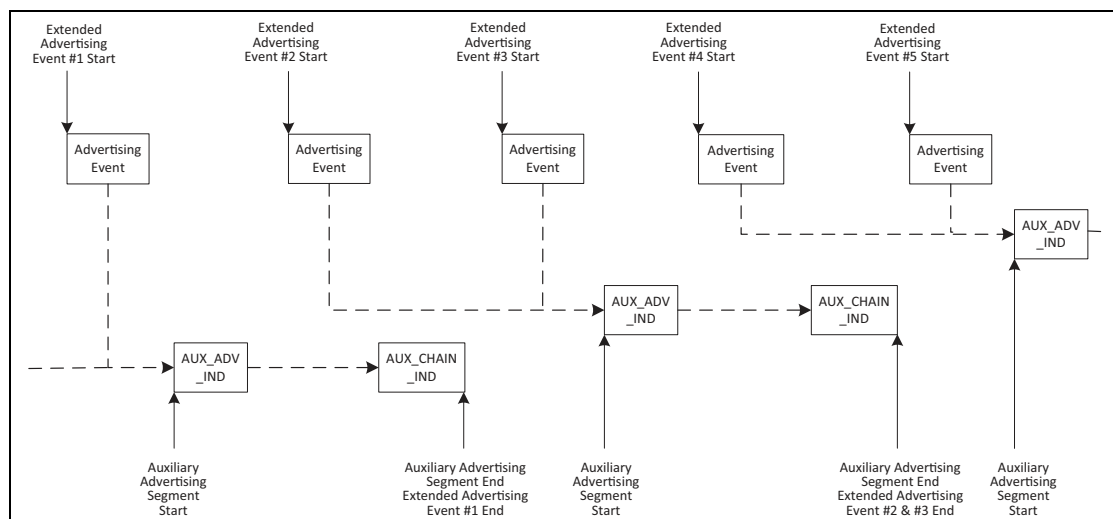 Extended
Advertising
Event #1 Start
Extended
Advertising
Event #2 Start
Extended
Advertising
Event #3 Start
Extended
Advertising
Event #4 Start
Extended
Advertising
Event #5 Start
Advertising
Event
Advertising
Event
Advertising
Event
Advertising
Event
Advertising
Event
AUX_ADV
_IND
AUX_ADV
_IND
AUX_CHAIN
_IND
AUX_ADV
_IND
AUX_CHAIN
_IND
Auxiliary
Advertising
Segment
Start
Auxiliary Advertising
Segment End
Extended Advertising
Event #1 End
Auxiliary
Advertising
Segment
Start
Auxiliary Advertising
Segment End
Extended Advertising
Event #2 & #3 End
Auxiliary
Advertising
Segment
Start